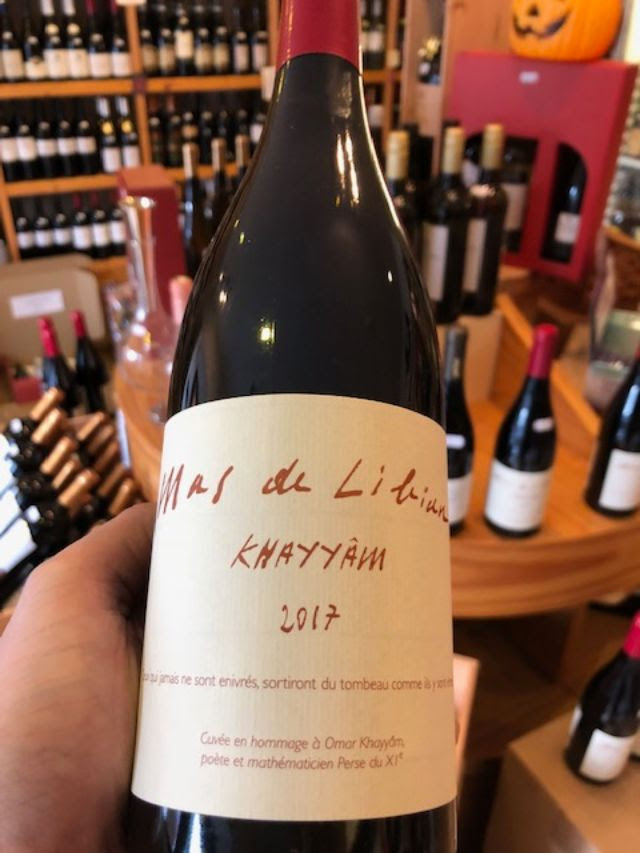 Mas de Libian
KHAYYÂM
2017
qui jamais ne sont enivrés, sortiront du tombeau comme ils y sont
Cuvée en hommage à Omar Khayyâm,
poète et mathématicien Perse du XIe